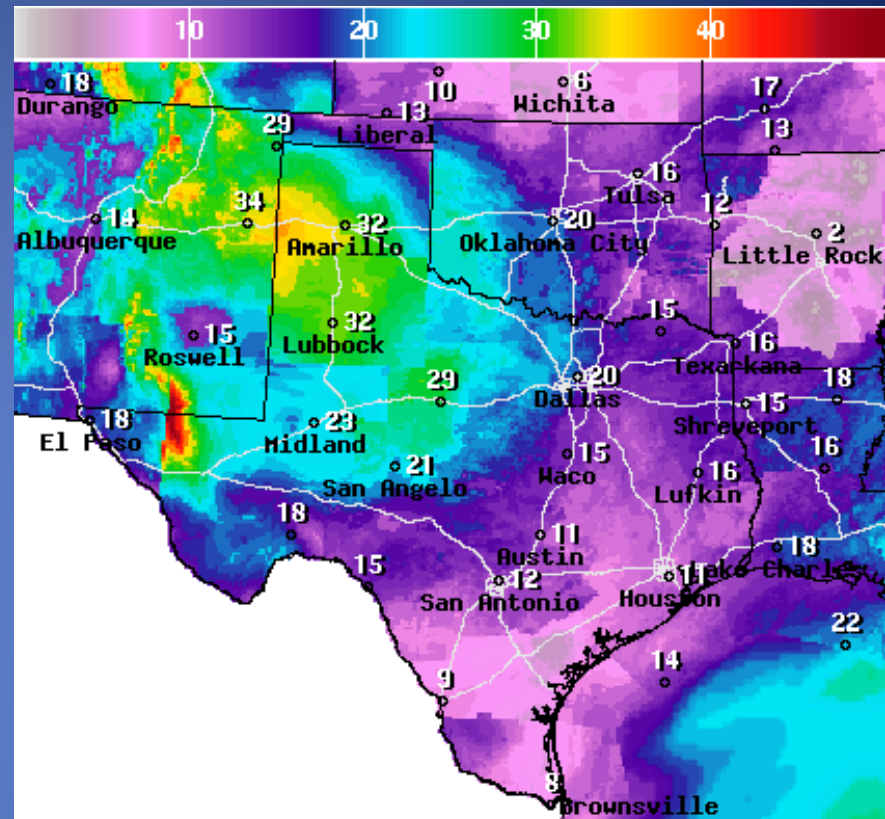 10 20 30 40
18
Durango
10
6
Wichita
17
13
Liberal
13
29
16
Tulsa
14
Albuquerque
34
32
Amarillo
20
Oklahoma City
12
2
Little Rock
15
Roswell
32
Lubbock
15
16
Texarkana
29
20
Dallas
18
15
Shreveport
18
El Paso
23
Midland
21
San Angelo
15
Waco
16
Lufkin
16
18
11
Austin
18
Lake Charles
15
12
San Antonio
11
Houston
22
9
14
8
Brownsville